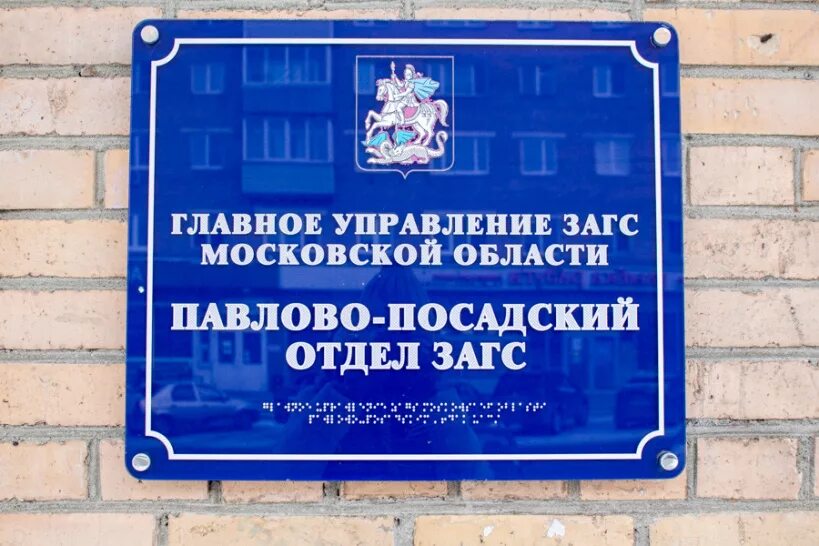 ГЛАВНОЕ УПРАВЛЕНИЕ ЗАГС
МОСКОВСКОЙ ОБЛАСТИ
ПАВЛОВО-ПОСАДСКИЙ
ОТДЕЛ ЗАГС